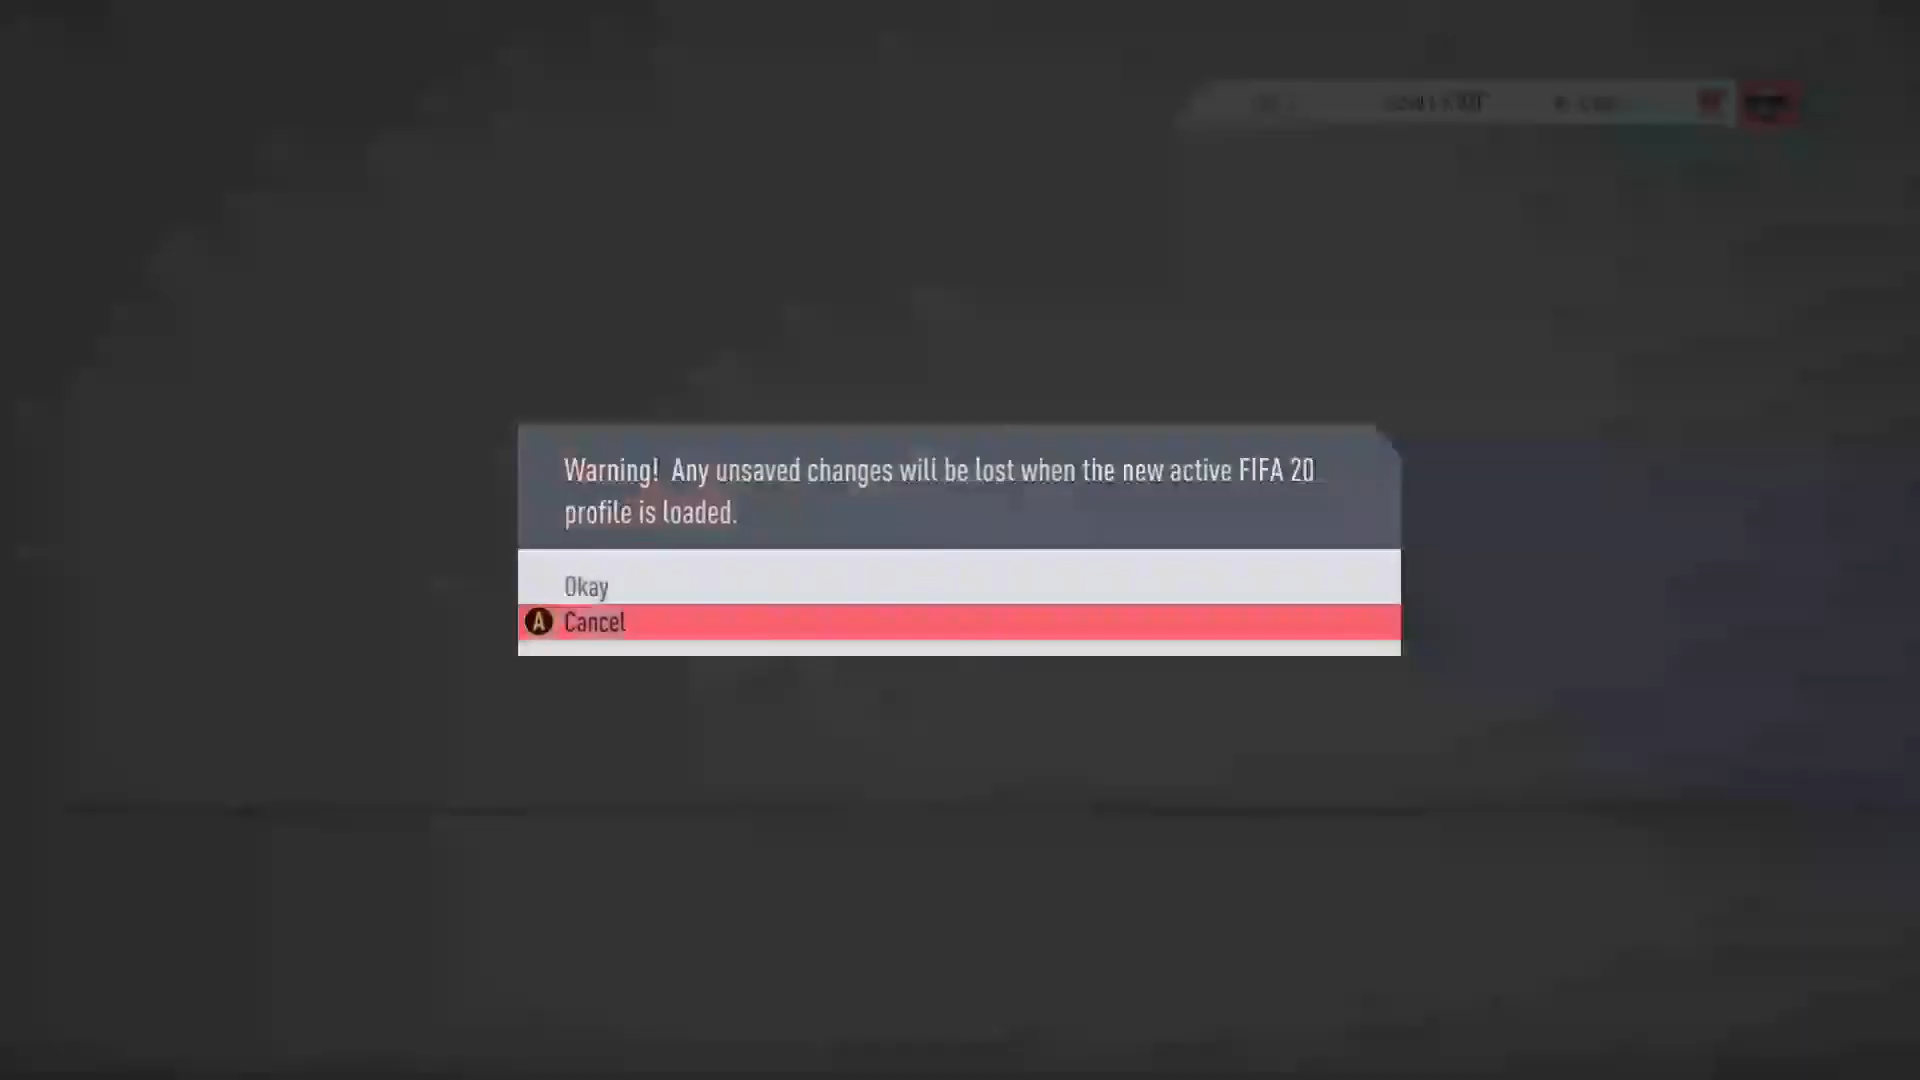 Warning! Any unsaved changes will be lost when the new active FIFA 20
profile is loaded.
Okay
A Cancel